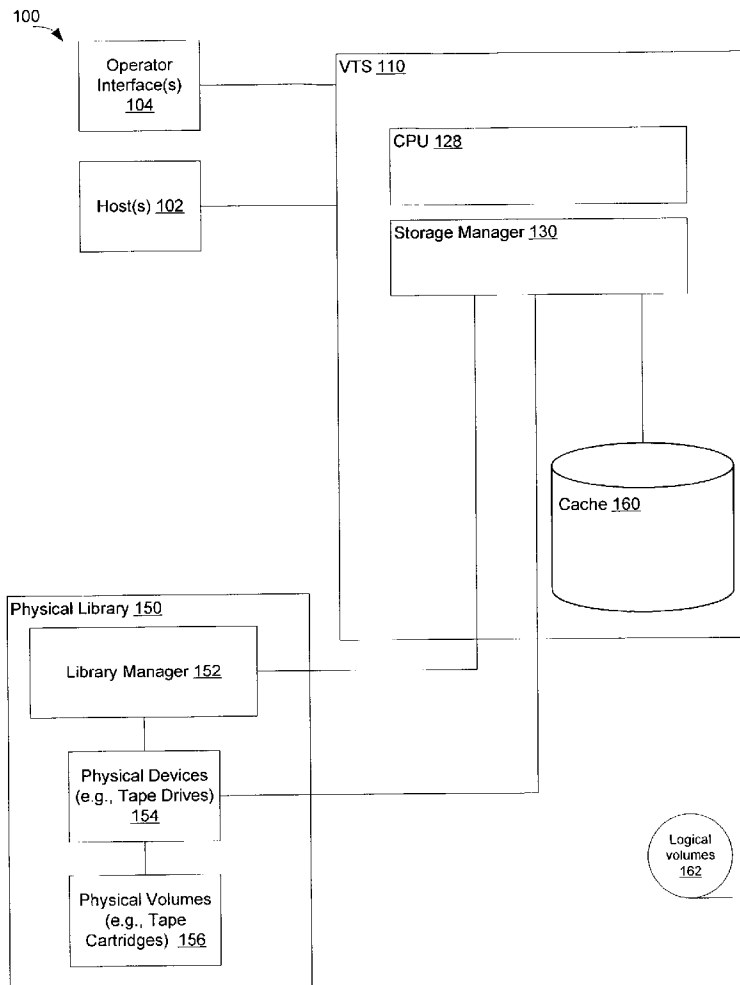 100
Operator
Interface(s)
104
Host(s) 102
VTS 110
CPU 128
Storage Manager 130
Cache 160
Physical Library 150
Library Manager 152
Physical Devices
(e.g., Tape Drives)
154
Physical Volumes
(e.g., Tape
Cartridges) 156
Logical
volumes
162